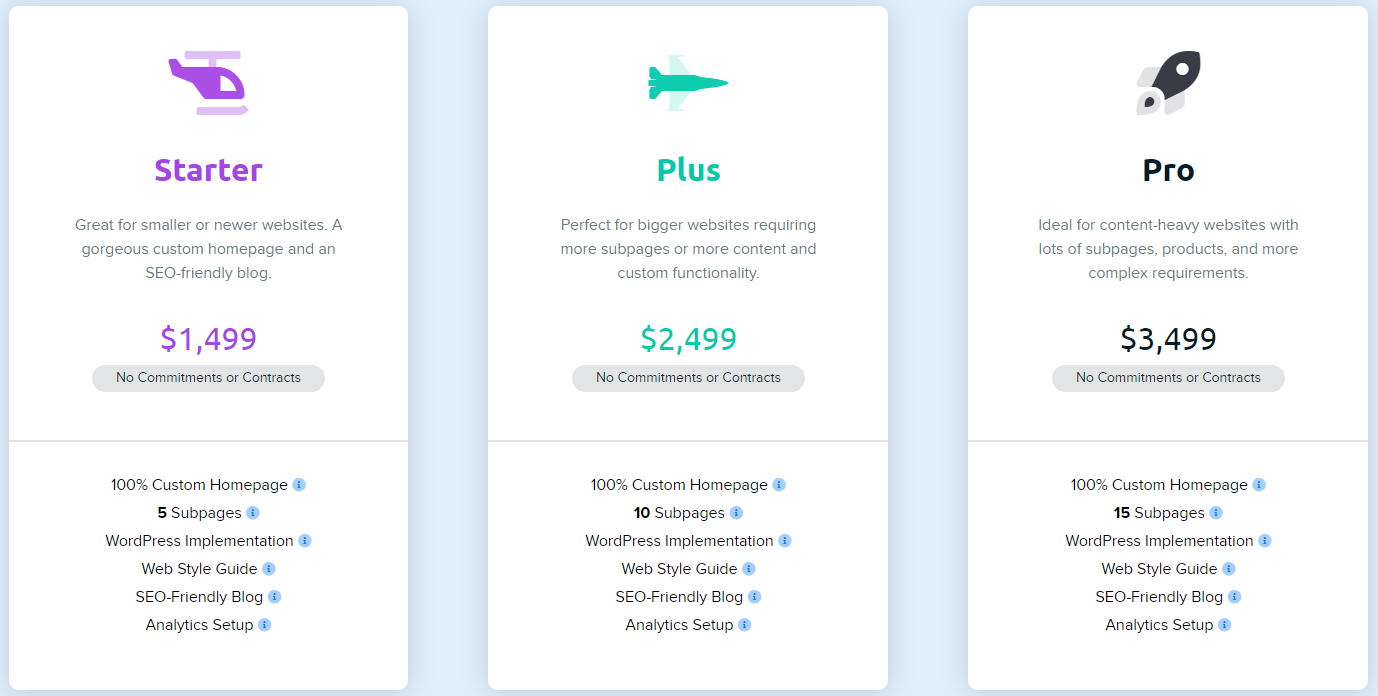 Starter
Great for smaller or newer websites. A
gorgeous custom homepage and an
SEO-friendly blog.
$1,499
No Commitments or Contracts
100% Custom Homepage
5 Subpages
WordPress Implementation
Web Style Guide
SEO-Friendly Blog
Analytics Setup
Plus
Perfect for bigger websites requiring
more subpages or more content and
custom functionality.
$2,499
No Commitments or Contracts
100% Custom Homepage
10 Subpages
WordPress Implementation
Web Style Guide
SEO-Friendly Blog
Analytics Setup
Pro
Ideal for content-heavy websites with
lots of subpages, products, and more
complex requirements.
$3,499
No Commitments or Contracts
100% Custom Homepage
15 Subpages
WordPress Implementation
Web Style Guide
SEO-Friendly Blog
Analytics Setup